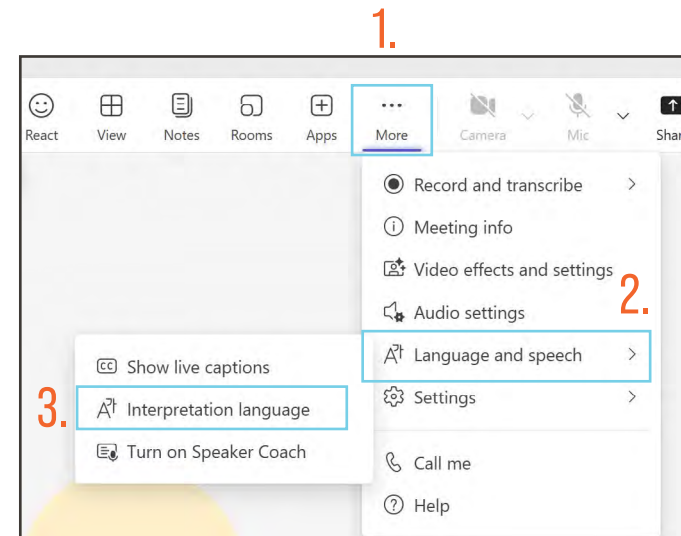 1.
React View Notes Rooms Apps More Camera Mic Shar
Record and transcribe
Meeting info
Video effects and settings
2.
Audio settings
Language and speech
Settings
Call me
Help
CC Show live captions
3. Interpretation language
Turn on Speaker Coach